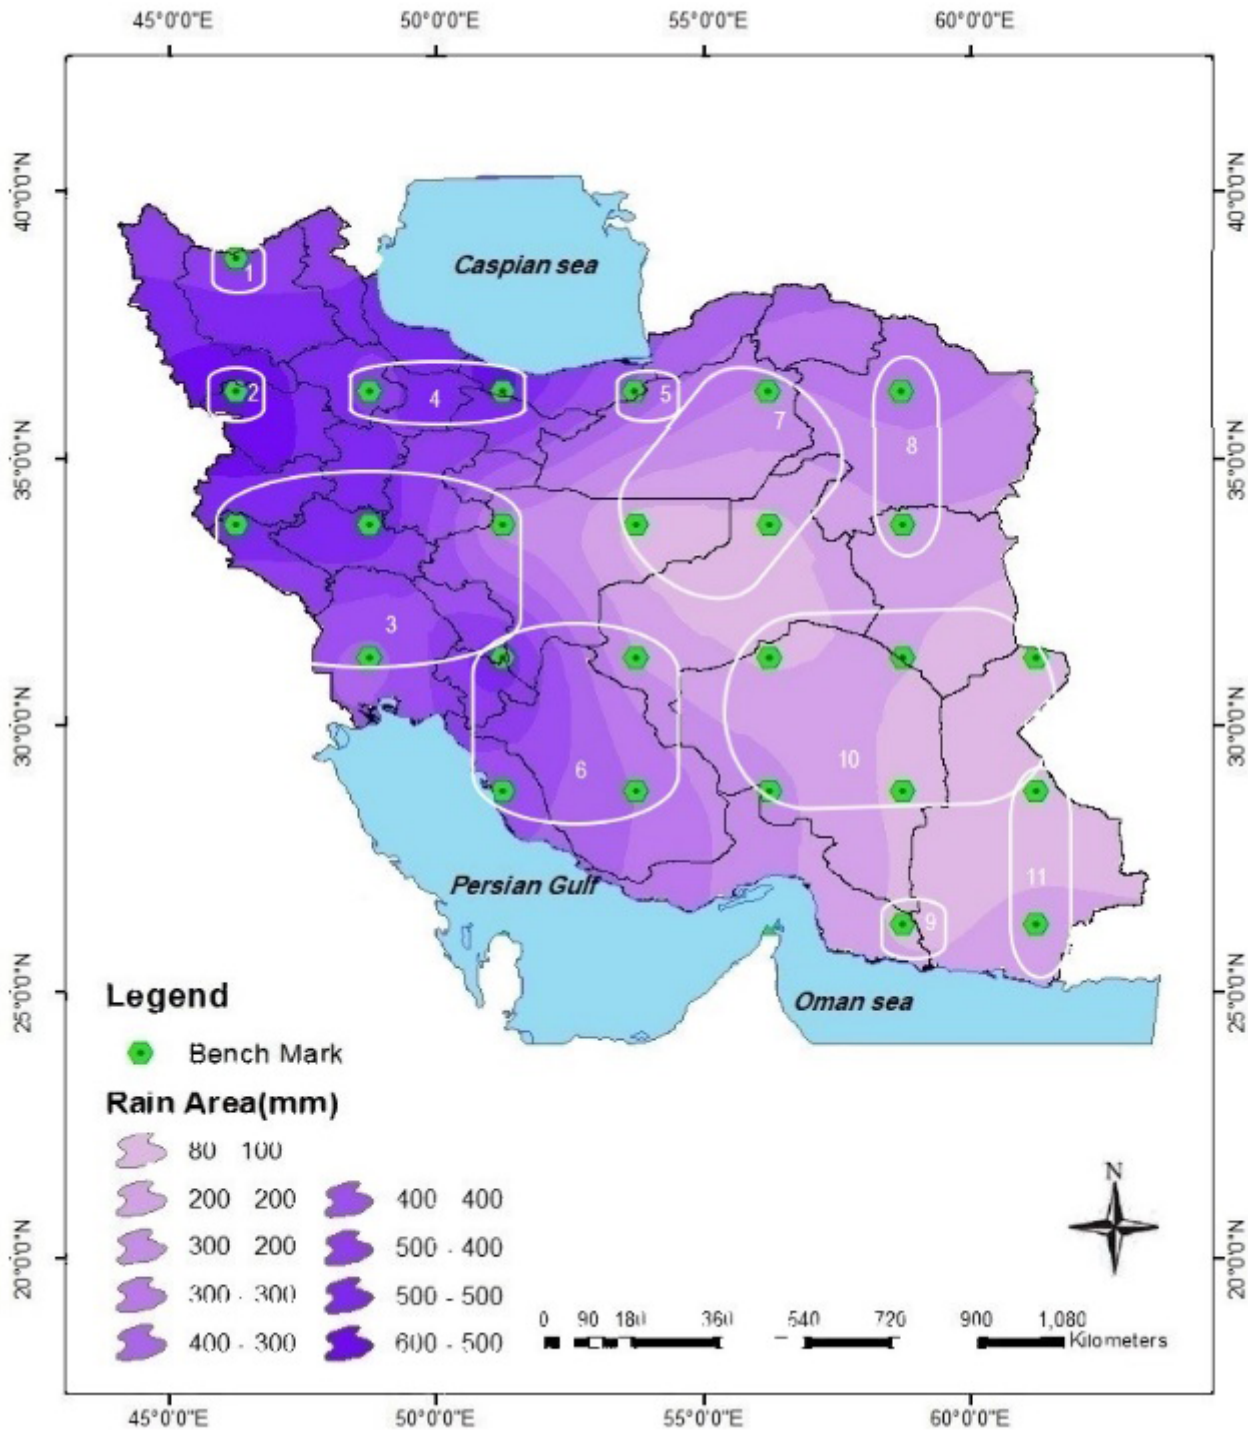 45°0'0"E 50°0'0"E 55°0'0"E 60°0'0"E
40°0'0"N 40°0'0"N
Caspian sea
1
2
4
5
7
8
35°0'0"N 35°0'0"N
3
30°0'0"N 30°0'0"N
6
10
Persian Gulf
11
9
25°0'0"N 25°0'0"N
Oman sea
Legend
Bench Mark
Rain Area(mm)
80 100
200 200 400 400
300 200 500 - 400
300 - 300 500 - 500
400 - 300 600 - 500
N
20°0'0"N 20°0'0"N
0 90 180 360 540 720 900 1,080
Kilometers
45°0'0"E 50°0'0"E 55°0'0"E 60°0'0"E